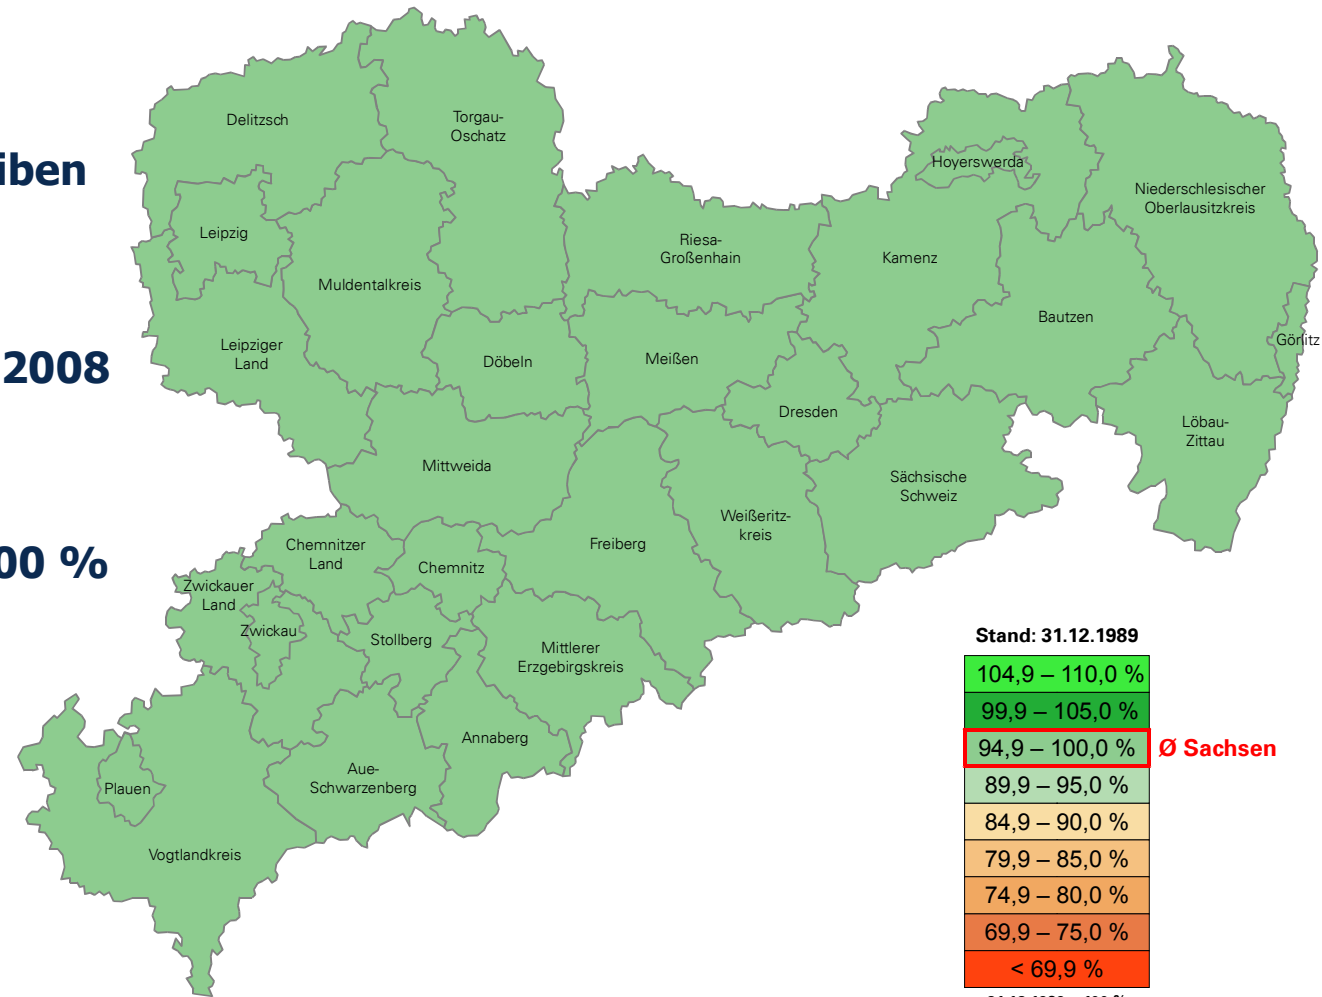 iben
2008
00 %
Delitzsch
Torgau-
Oschatz
Hoyerswerda
Niederschlesischer
Oberlausitzkreis
Leipzig
Riesa-
Großenhain
Kamenz
Muldentalkreis
Bautzen
Görlitz
Leipziger
Land
Döbeln
Meißen
Dresden
Löbau-
Zittau
Mittweida
Sächsische
Schweiz
Weißeritz-
kreis
Freiberg
Chemnitzer
Land
Chemnitz
Zwickauer
Land
Zwickau
Stollberg
Mittlerer
Erzgebirgskreis
Annaberg
Aue-
Schwarzenberg
Plauen
Vogtlandkreis
Stand: 31.12.1989
104,9 – 110,0 %
99,9 – 105,0 %
94,9 – 100,0 % Ø Sachsen
89,9 – 95,0 %
84,9 – 90,0 %
79,9 – 85,0 %
74,9 – 80,0 %
69,9 – 75,0 %
< 69,9 %